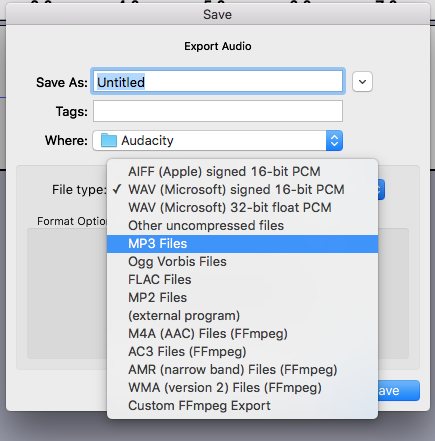 Save
Export Audio
Save As: Untitled
Tags:
Where: Audacity
File type:
✓ WAV (Microsoft) signed 16-bit PCM
AIFF (Apple) signed 16-bit PCM
WAV (Microsoft) 32-bit float PCM
Other uncompressed files
MP3 Files
Ogg Vorbis Files
FLAC Files
MP2 Files
(external program)
M4A (AAC) Files (FFmpeg)
AC3 Files (FFmpeg)
AMR (narrow band) Files (FFmpeg)
WMA (version 2) Files (FFmpeg)
Custom FFmpeg Export
Format Optio
ave